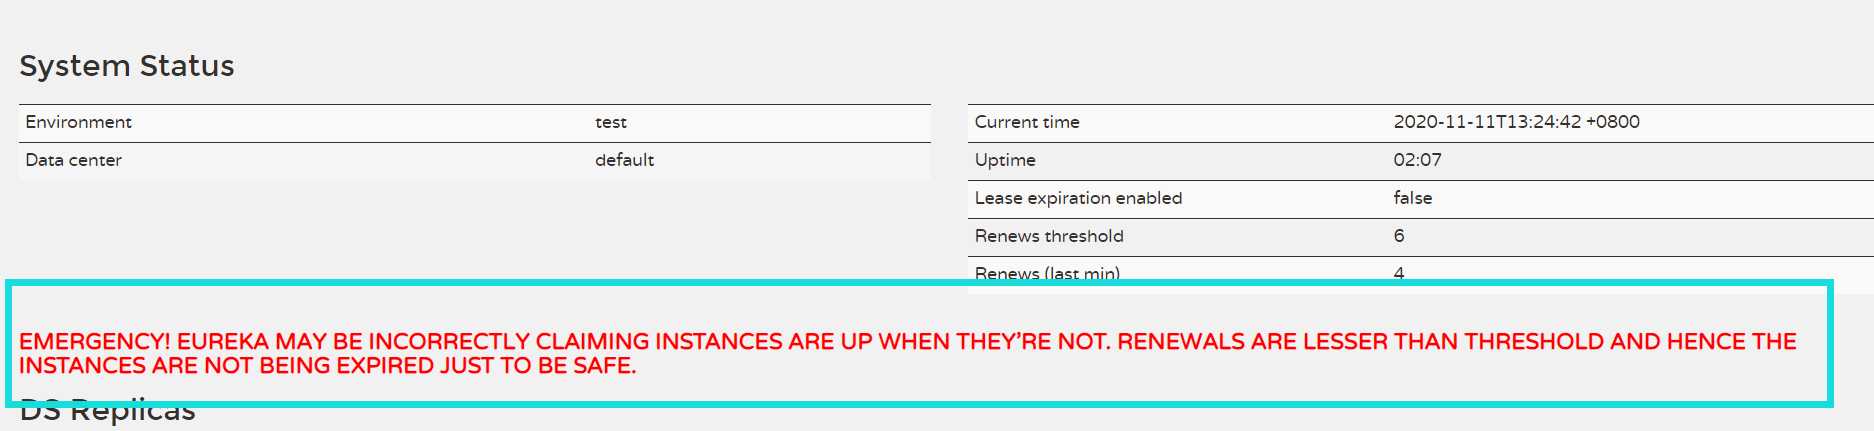 System Status
Environment test
Data center default
Current time 2020-11-11T13:24:42 +0800
Uptime 02:07
Lease expiration enabled false
Renews threshold 6
Renews (last min) 4
EMERGENCY! EUREKA MAY BE INCORRECTLY CLAIMING INSTANCES ARE UP WHEN THEY'RE NOT. RENEWALS ARE LESSER THAN THRESHOLD AND HENCE THE
INSTANCES ARE NOT BEING EXPIRED JUST TO BE SAFE.
DS Replicas